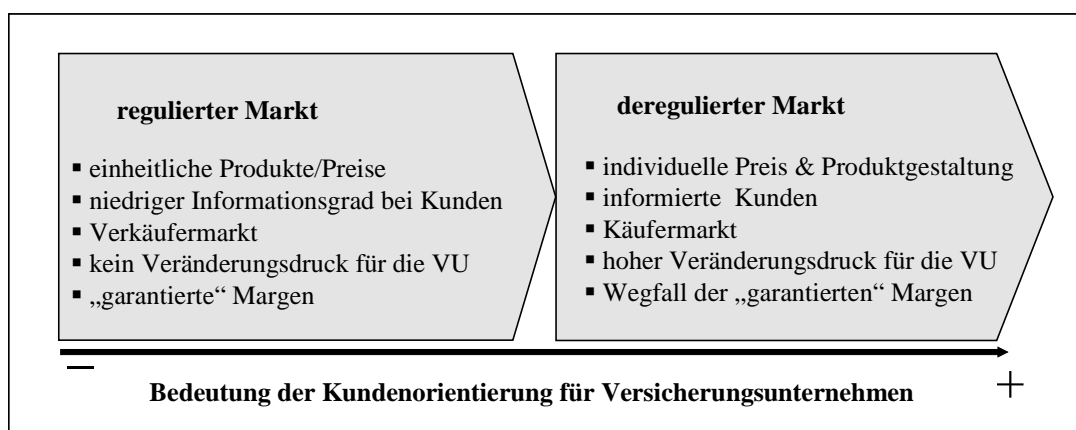 regulierter Markt
▪ einheitliche Produkte/Preise
▪ niedriger Informationsgrad bei Kunden
▪ Verkäufermarkt
▪ kein Veränderungsdruck für die VU
▪ „garantierte“ Margen
deregulierter Markt
▪ individuelle Preis & Produktgestaltung
▪ informierte Kunden
▪ Käufermarkt
▪ hoher Veränderungsdruck für die VU
▪ Wegfall der „garantierten“ Margen
– +
Bedeutung der Kundenorientierung für Versicherungsunternehmen